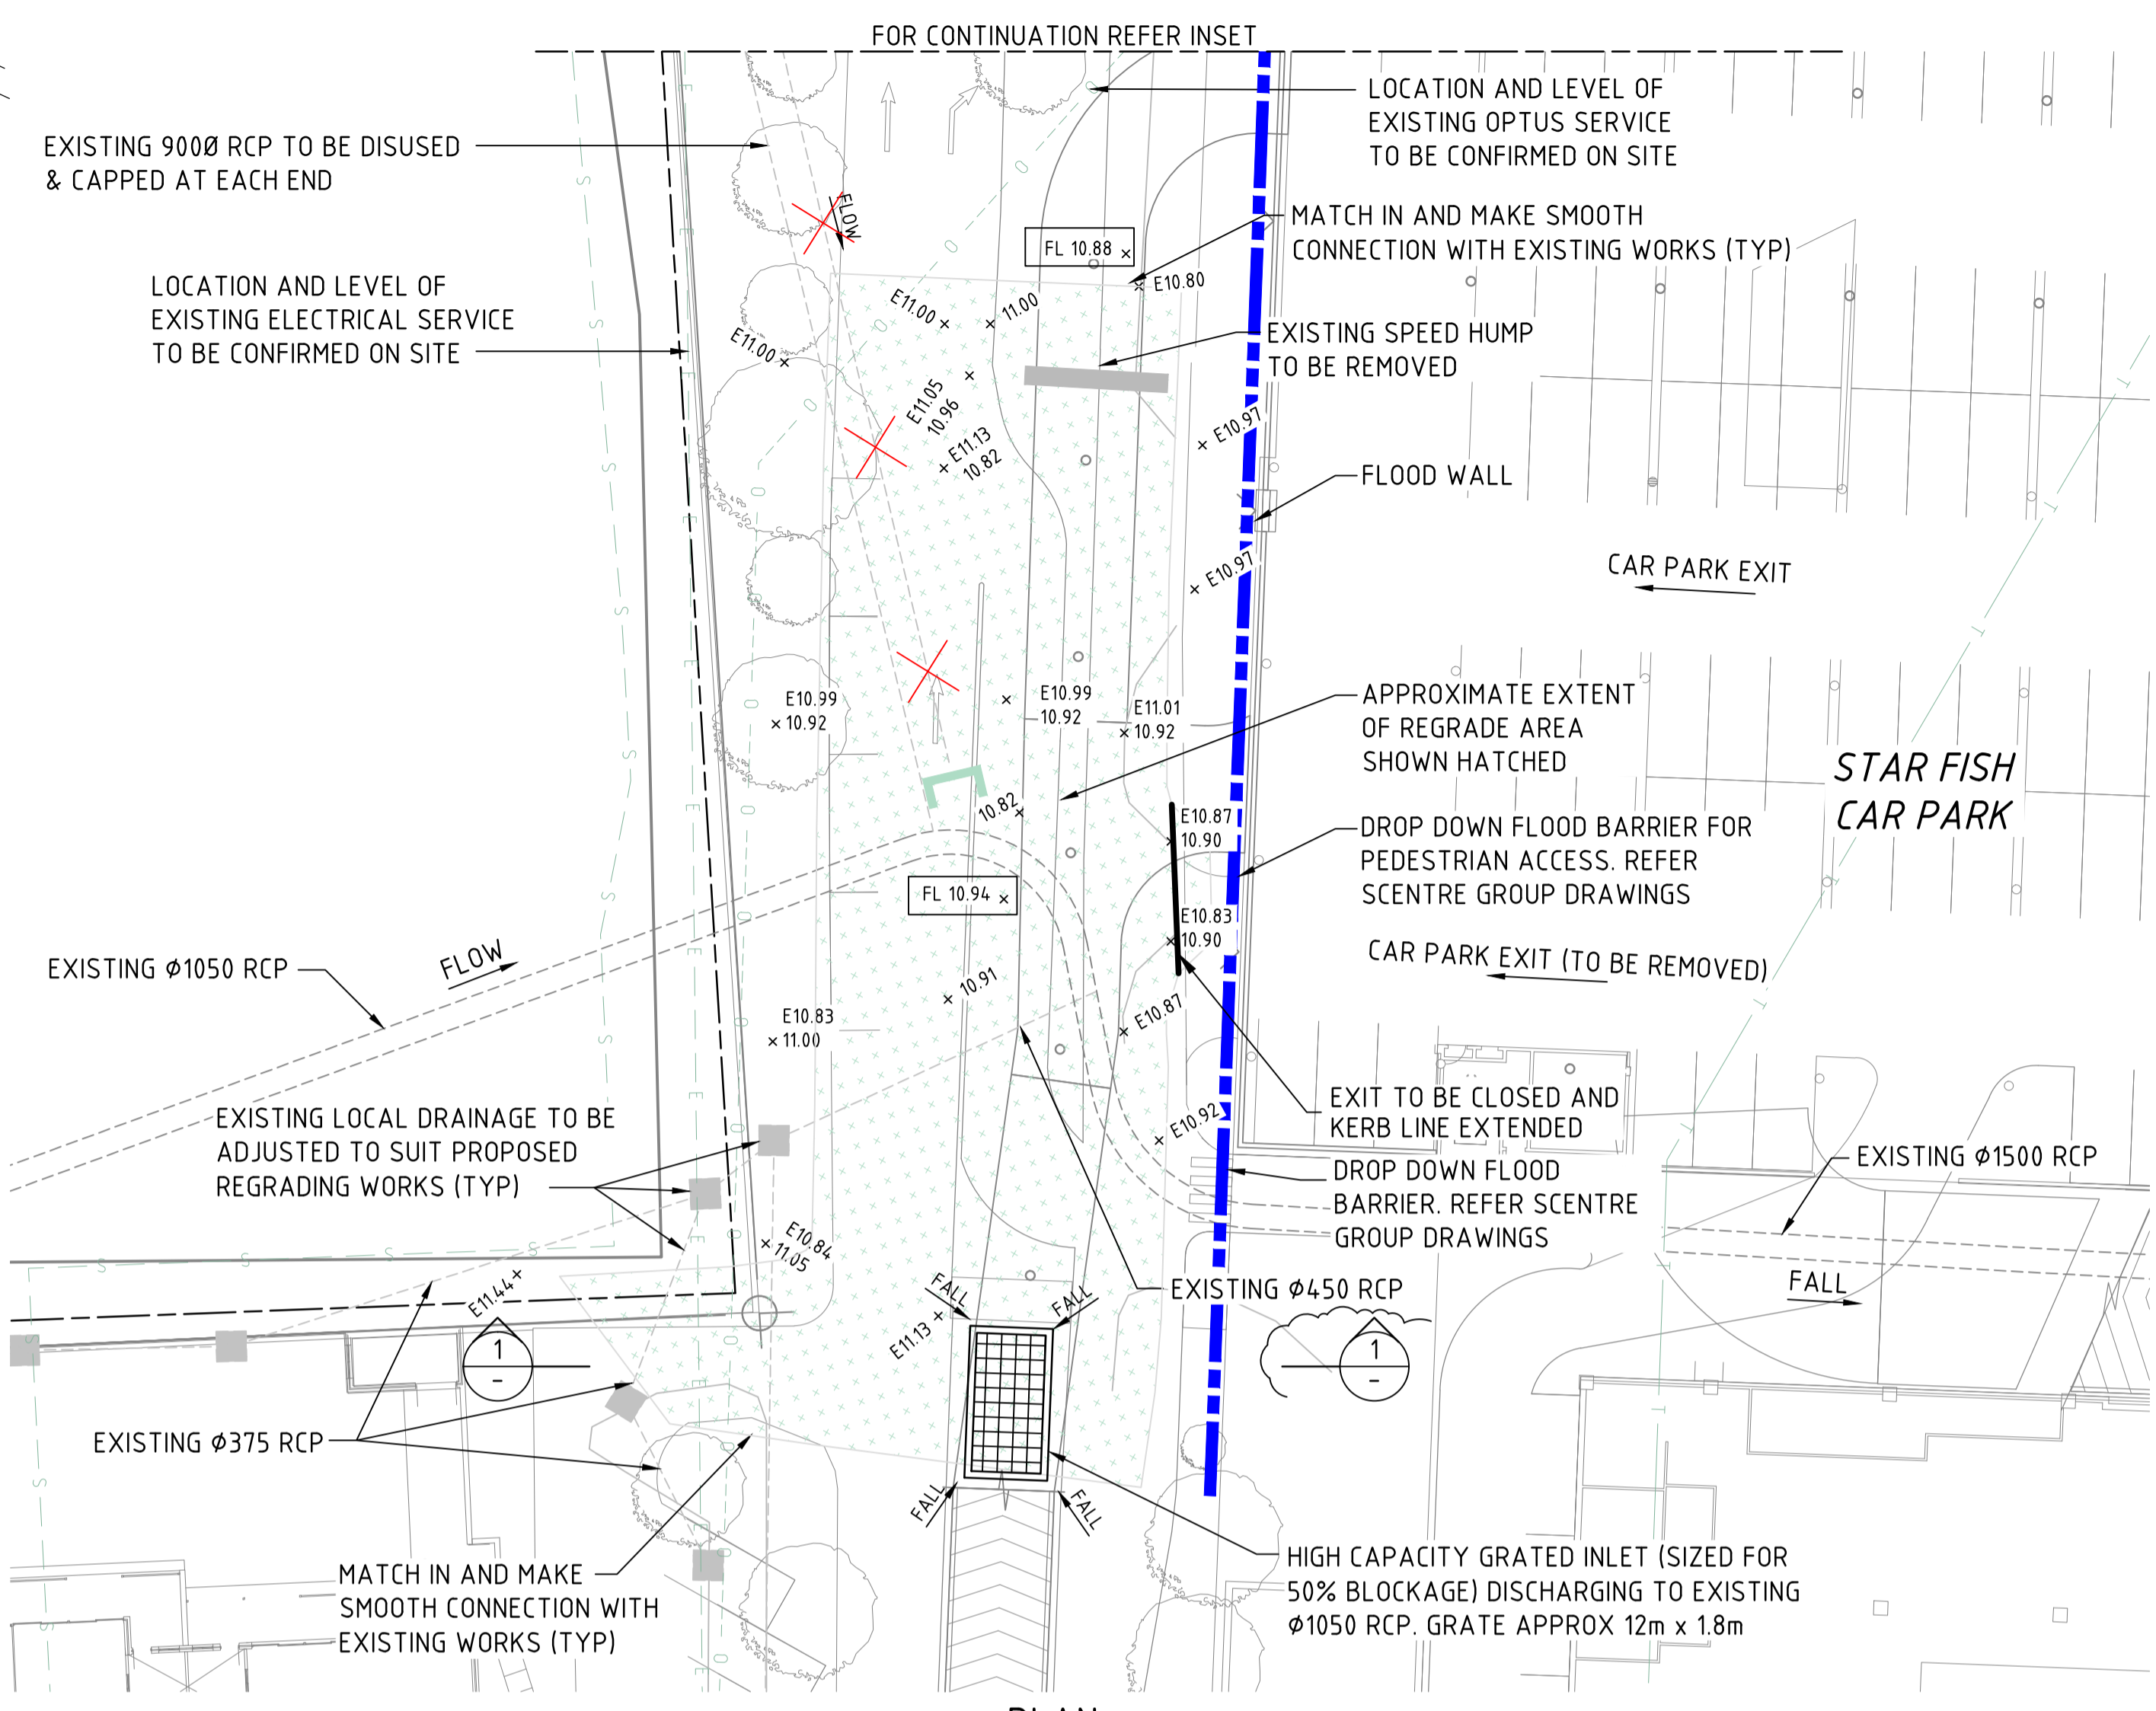 FOR CONTINUATION REFER INSET
LOCATION AND LEVEL OF
EXISTING OPTUS SERVICE
TO BE CONFIRMED ON SITE
EXISTING 900Ø RCP TO BE DISUSED
& CAPPED AT EACH END
FLOW
MATCH IN AND MAKE SMOOTH
CONNECTION WITH EXISTING WORKS (TYP)
FL 10.88
E10.80
LOCATION AND LEVEL OF
EXISTING ELECTRICAL SERVICE
TO BE CONFIRMED ON SITE
E11.00
11.00
E11.00
EXISTING SPEED HUMP
TO BE REMOVED
E11.05
10.96
E11.13
10.82
E10.97
FLOOD WALL
E10.97
CAR PARK EXIT
E10.99
10.92
E10.99
10.92
E11.01
10.92
APPROXIMATE EXTENT
OF REGRADE AREA
SHOWN HATCHED
STAR FISH
CAR PARK
10.82
E10.87
10.90
DROP DOWN FLOOD BARRIER FOR
PEDESTRIAN ACCESS. REFER
SCENTRE GROUP DRAWINGS
FL 10.94
E10.83
10.90
CAR PARK EXIT (TO BE REMOVED)
EXISTING Ø1050 RCP
FLOW
10.91
E10.87
E10.83
11.00
EXISTING LOCAL DRAINAGE TO BE
ADJUSTED TO SUIT PROPOSED
REGRADING WORKS (TYP)
E10.92
EXIT TO BE CLOSED AND
KERB LINE EXTENDED
EXISTING Ø1500 RCP
DROP DOWN FLOOD
BARRIER. REFER SCENTRE
GROUP DRAWINGS
E10.84
11.05
E11.44
FALL
FALL
EXISTING Ø450 RCP
FALL
E11.13
1
-
1
-
EXISTING Ø375 RCP
FALL
FALL
MATCH IN AND MAKE
SMOOTH CONNECTION WITH
EXISTING WORKS (TYP)
HIGH CAPACITY GRATED INLET (SIZED FOR
50% BLOCKAGE) DISCHARGING TO EXISTING
Ø1050 RCP. GRATE APPROX 12m x 1.8m